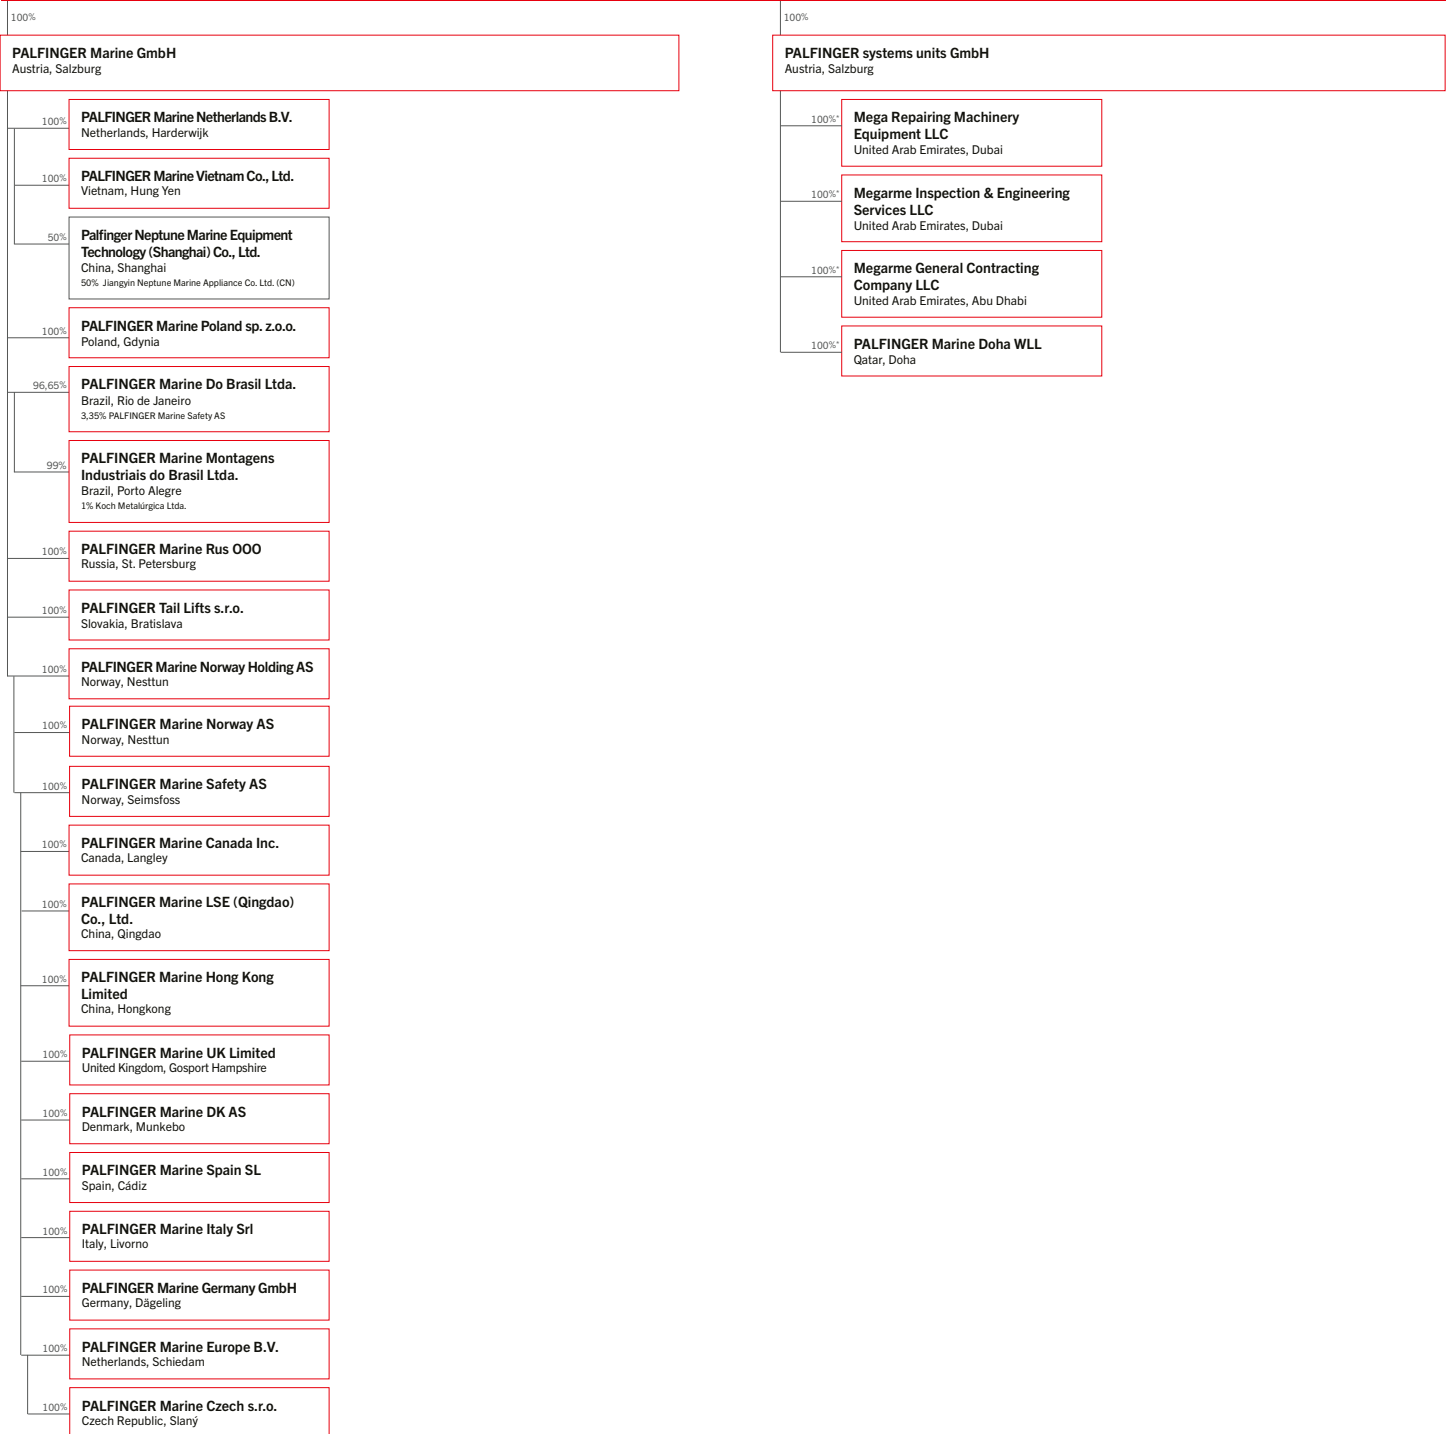 100%
PALFINGER Marine GmbH
Austria, Salzburg
100%
PALFINGER Marine Netherlands B.V.
Netherlands, Harderwijk
100%
PALFINGER Marine Vietnam Co., Ltd.
Vietnam, Hung Yen
50%
Palfinger Neptune Marine Equipment
Technology (Shanghai) Co., Ltd.
China, Shanghai
50% Jiangyin Neptune Marine Appliance Co. Ltd. (CN)
100%
PALFINGER Marine Poland sp. z.o.o.
Poland, Gdynia
96,65%
PALFINGER Marine Do Brasil Ltda.
Brazil, Rio de Janeiro
3,35% PALFINGER Marine Safety AS
99%
PALFINGER Marine Montagens
Industriais do Brasil Ltda.
Brazil, Porto Alegre
1% Koch Metalúrgica Ltda.
100%
PALFINGER Marine Rus OOO
Russia, St. Petersburg
100%
PALFINGER Tail Lifts s.r.o.
Slovakia, Bratislava
100%
PALFINGER Marine Norway Holding AS
Norway, Nesttun
100%
PALFINGER Marine Norway AS
Norway, Nesttun
100%
PALFINGER Marine Safety AS
Norway, Seimsfoss
100%
PALFINGER Marine Canada Inc.
Canada, Langley
100%
PALFINGER Marine LSE (Qingdao)
Co., Ltd.
China, Qingdao
100%
PALFINGER Marine Hong Kong
Limited
China, Hongkong
100%
PALFINGER Marine UK Limited
United Kingdom, Gosport Hampshire
100%
PALFINGER Marine DK AS
Denmark, Munkebo
100%
PALFINGER Marine Spain SL
Spain, Cádiz
100%
PALFINGER Marine Italy Srl
Italy, Livorno
100%
PALFINGER Marine Germany GmbH
Germany, Dägeling
100%
PALFINGER Marine Europe B.V.
Netherlands, Schiedam
100%
PALFINGER Marine Czech s.r.o.
Czech Republic, Slaný
100%
PALFINGER systems units GmbH
Austria, Salzburg
100%*
Mega Repairing Machinery
Equipment LLC
United Arab Emirates, Dubai
100%*
Megarme Inspection & Engineering
Services LLC
United Arab Emirates, Dubai
100%*
Megarme General Contracting
Company LLC
United Arab Emirates, Abu Dhabi
100%*
PALFINGER Marine Doha WLL
Qatar, Doha